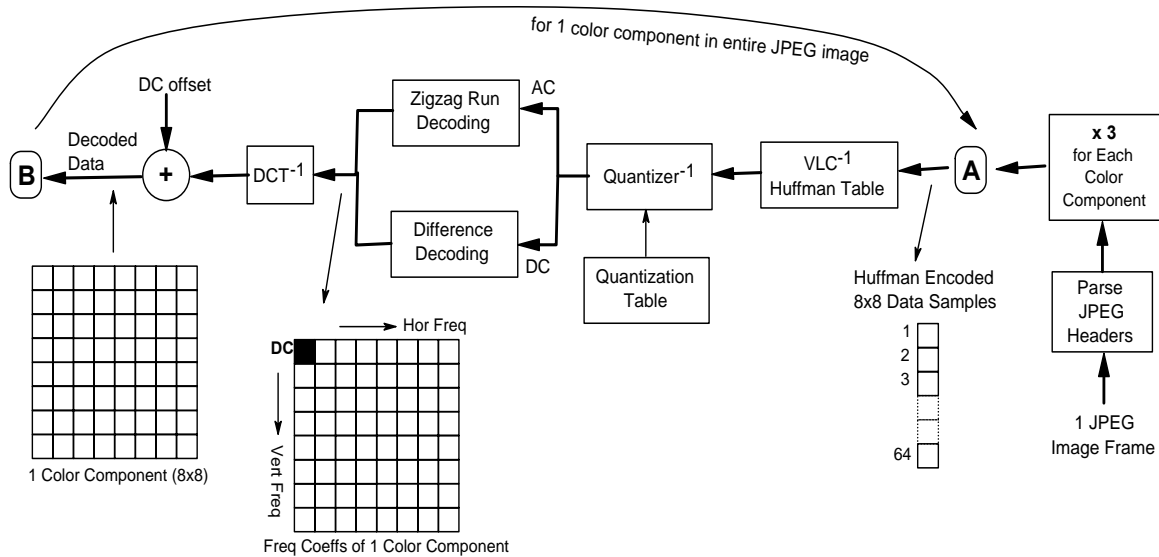 for 1 color component in entire JPEG image
DC offset
Decoded
Data
B
+
DCT-1
Zigzag Run
Decoding
AC
Difference
Decoding
DC
Quantizer-1
Quantization
Table
VLC-1
Huffman Table
A
x 3
for Each
Color
Component
Parse
JPEG
Headers
1 JPEG
Image Frame
Huffman Encoded
8x8 Data Samples
1
2
3
64
Hor Freq
DC
Vert Freq
Freq Coeffs of 1 Color Component
1 Color Component (8x8)